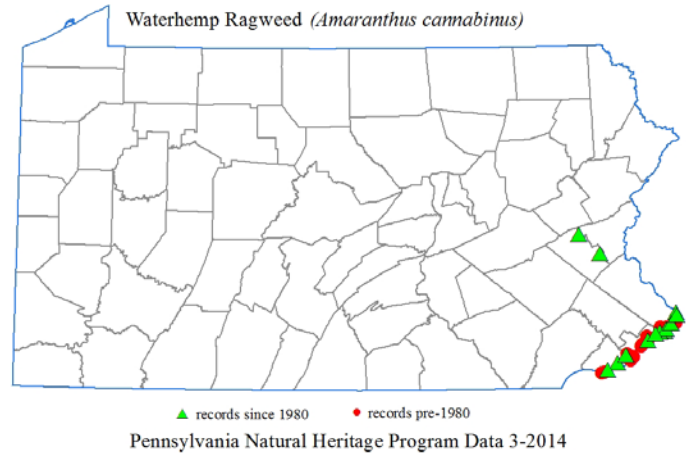 Waterhemp Ragweed (Amaranthus cannabinus)
records since 1980 records pre-1980
Pennsylvania Natural Heritage Program Data 3-2014